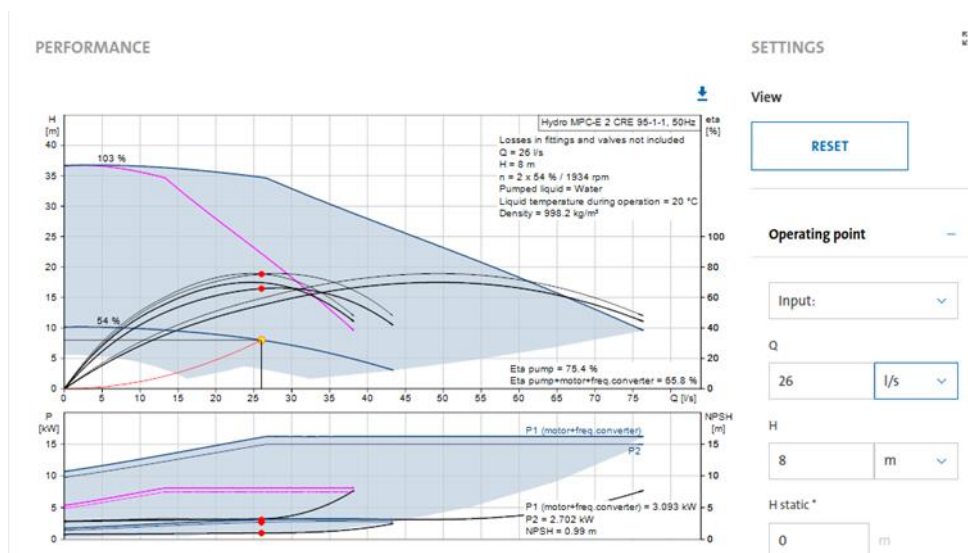 PERFORMANCE
H
[m]
Hydro MPC-E 2 CRE 95-1-1, 50Hz
eta
[%]
Losses in fittings and valves not included
Q = 26 l/s
H = 8 m
n = 2 x 54 % / 1934 rpm
Pumped liquid = Water
Liquid temperature during operation = 20 °C
Density = 998.2 kg/m³
103 %
54 %
40
35
30
25
20
15
10
5
0
100
80
60
40
20
0
Eta pump = 75.4 %
Eta pump+motor+freq.converter = 65.8 %
0 5 10 15 20 25 30 35 40 45 50 55 60 65 70 75 Q [l/s]
P
[kW]
NPSH
[m]
P1 (motor+freq.converter)
P2
15
10
5
0
15
10
5
0
P1 (motor+freq.converter) = 3.093 kW
P2 = 2.702 kW
NPSH = 0.99 m
SETTINGS
View
RESET
Operating point
Input:
Q
26 l/s
H
8 m
H static *
0 m